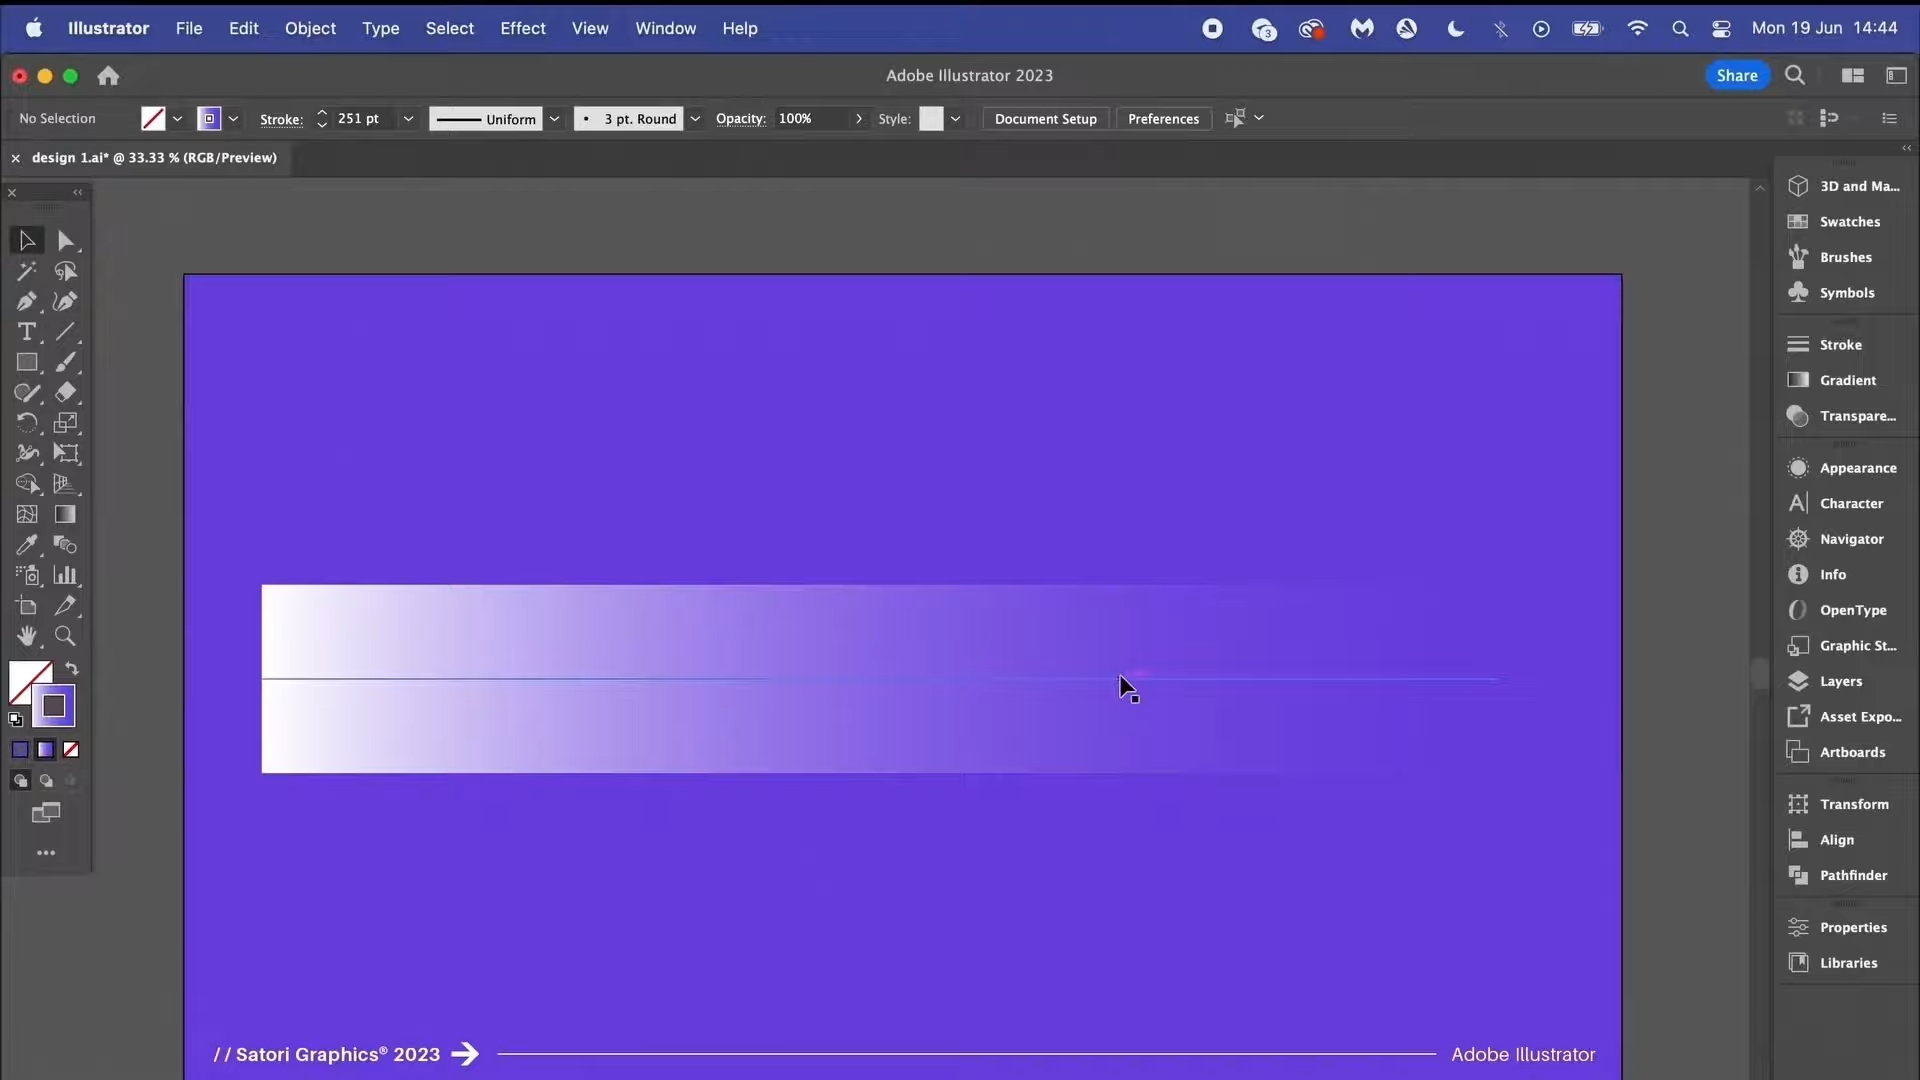 Illustrator File Edit Object Type Select Effect View Window Help 3 Mon 19 Jun 14:44
Adobe Illustrator 2023 Share
No Selection Stroke: 251 pt Uniform 3 pt. Round Opacity: 100% Style: Document Setup Preferences
design 1.ai* @ 33.33 % (RGB/Preview)
3D and Ma...
Swatches
Brushes
Symbols
Stroke
Gradient
Transpare...
Appearance
Character
Navigator
Info
OpenType
Graphic St...
Layers
Asset Expo...
Artboards
Transform
Align
Pathfinder
Properties
Libraries
// Satori Graphics® 2023 Adobe Illustrator